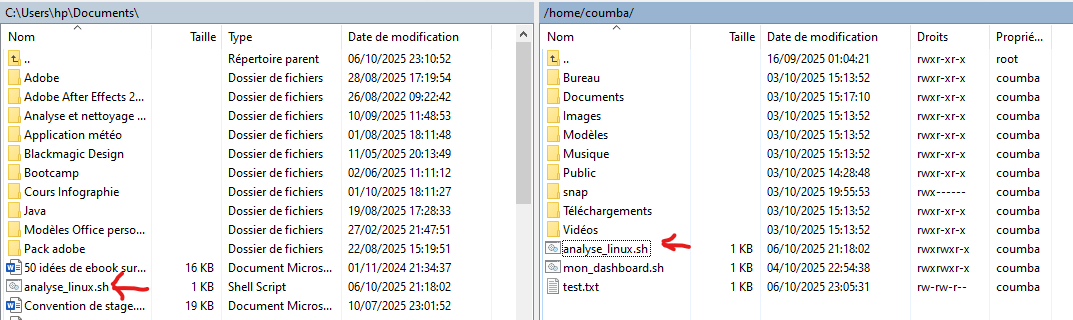 C:\Users\hp\Documents\
Nom Taille Type Date de modification
.. Répertoire parent 06/10/2025 23:10:52
Adobe Dossier de fichiers 28/08/2025 17:19:54
Adobe After Effects 2... Dossier de fichiers 26/08/2022 09:22:42
Analyse et nettoyage ... Dossier de fichiers 10/09/2025 11:48:53
Application météo Dossier de fichiers 01/08/2025 18:11:48
Blackmagic Design Dossier de fichiers 11/05/2025 20:13:49
Bootcamp Dossier de fichiers 02/06/2025 11:11:12
Cours Infographie Dossier de fichiers 01/10/2025 18:11:27
Java Dossier de fichiers 19/08/2025 17:28:33
Modèles Office perso... Dossier de fichiers 27/02/2025 21:47:51
Pack adobe Dossier de fichiers 22/08/2025 15:19:51
50 idées de ebook sur... 16 KB Document Micros... 01/11/2024 21:34:37
analyse_linux.sh 1 KB Shell Script 06/10/2025 21:18:02
Convention de stage.... 19 KB Document Micros... 10/07/2025 23:01:52
/home/coumba/
Nom Taille Date de modification Droits Proprié...
.. 16/09/2025 01:04:21 rwxr-xr-x root
Bureau 03/10/2025 15:13:52 rwxr-xr-x coumba
Documents 03/10/2025 15:17:10 rwxr-xr-x coumba
Images 03/10/2025 15:13:52 rwxr-xr-x coumba
Modèles 03/10/2025 15:13:52 rwxr-xr-x coumba
Musique 03/10/2025 15:13:52 rwxr-xr-x coumba
Public 03/10/2025 14:28:48 rwxr-xr-x coumba
snap 03/10/2025 19:55:53 rwx------ coumba
Téléchargements 03/10/2025 15:13:52 rwxr-xr-x coumba
Vidéos 03/10/2025 15:13:52 rwxr-xr-x coumba
analyse_linux.sh 1 KB 06/10/2025 21:18:02 rwxrwxr-x coumba
mon_dashboard.sh 1 KB 04/10/2025 22:54:38 rwxrwxr-x coumba
test.txt 1 KB 06/10/2025 23:05:31 rw-rw-r-- coumba